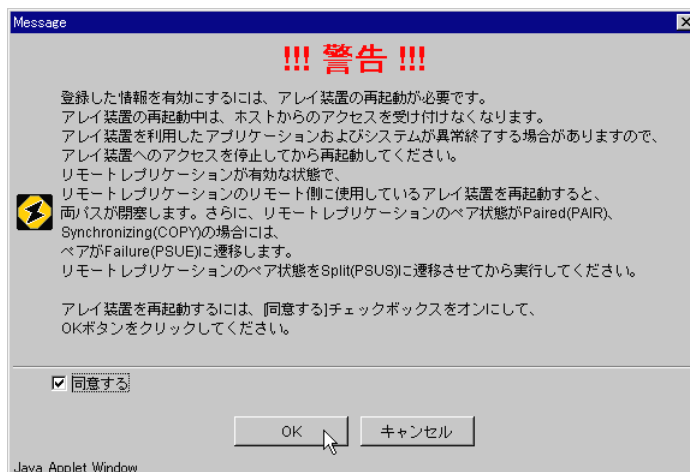 Message
!!! 警告 !!!
登録した情報を有効にするには、アレイ装置の再起動が必要です。
アレイ装置の再起動中は、ホストからのアクセスを受け付けなくなります。
アレイ装置を利用したアプリケーションおよびシステムが異常終了する場合がありますので、
アレイ装置へのアクセスを停止してから再起動してください。
リモートレプリケーションが有効な状態で、
リモートレプリケーションのリモート側に使用しているアレイ装置を再起動すると、
両パスが閉塞します。さらに、リモートレプリケーションのペア状態がPaired(PAIR)、
Synchronizing(COPY)の場合には、
ペアがFailure(PSUE)に遷移します。
リモートレプリケーションのペア状態をSplit(PSUS)に遷移させてから実行してください。
アレイ装置を再起動するには、[同意する]チェックボックスをオンにして、
OKボタンをクリックしてください。
同意する
OK キャンセル
Java Applet Window